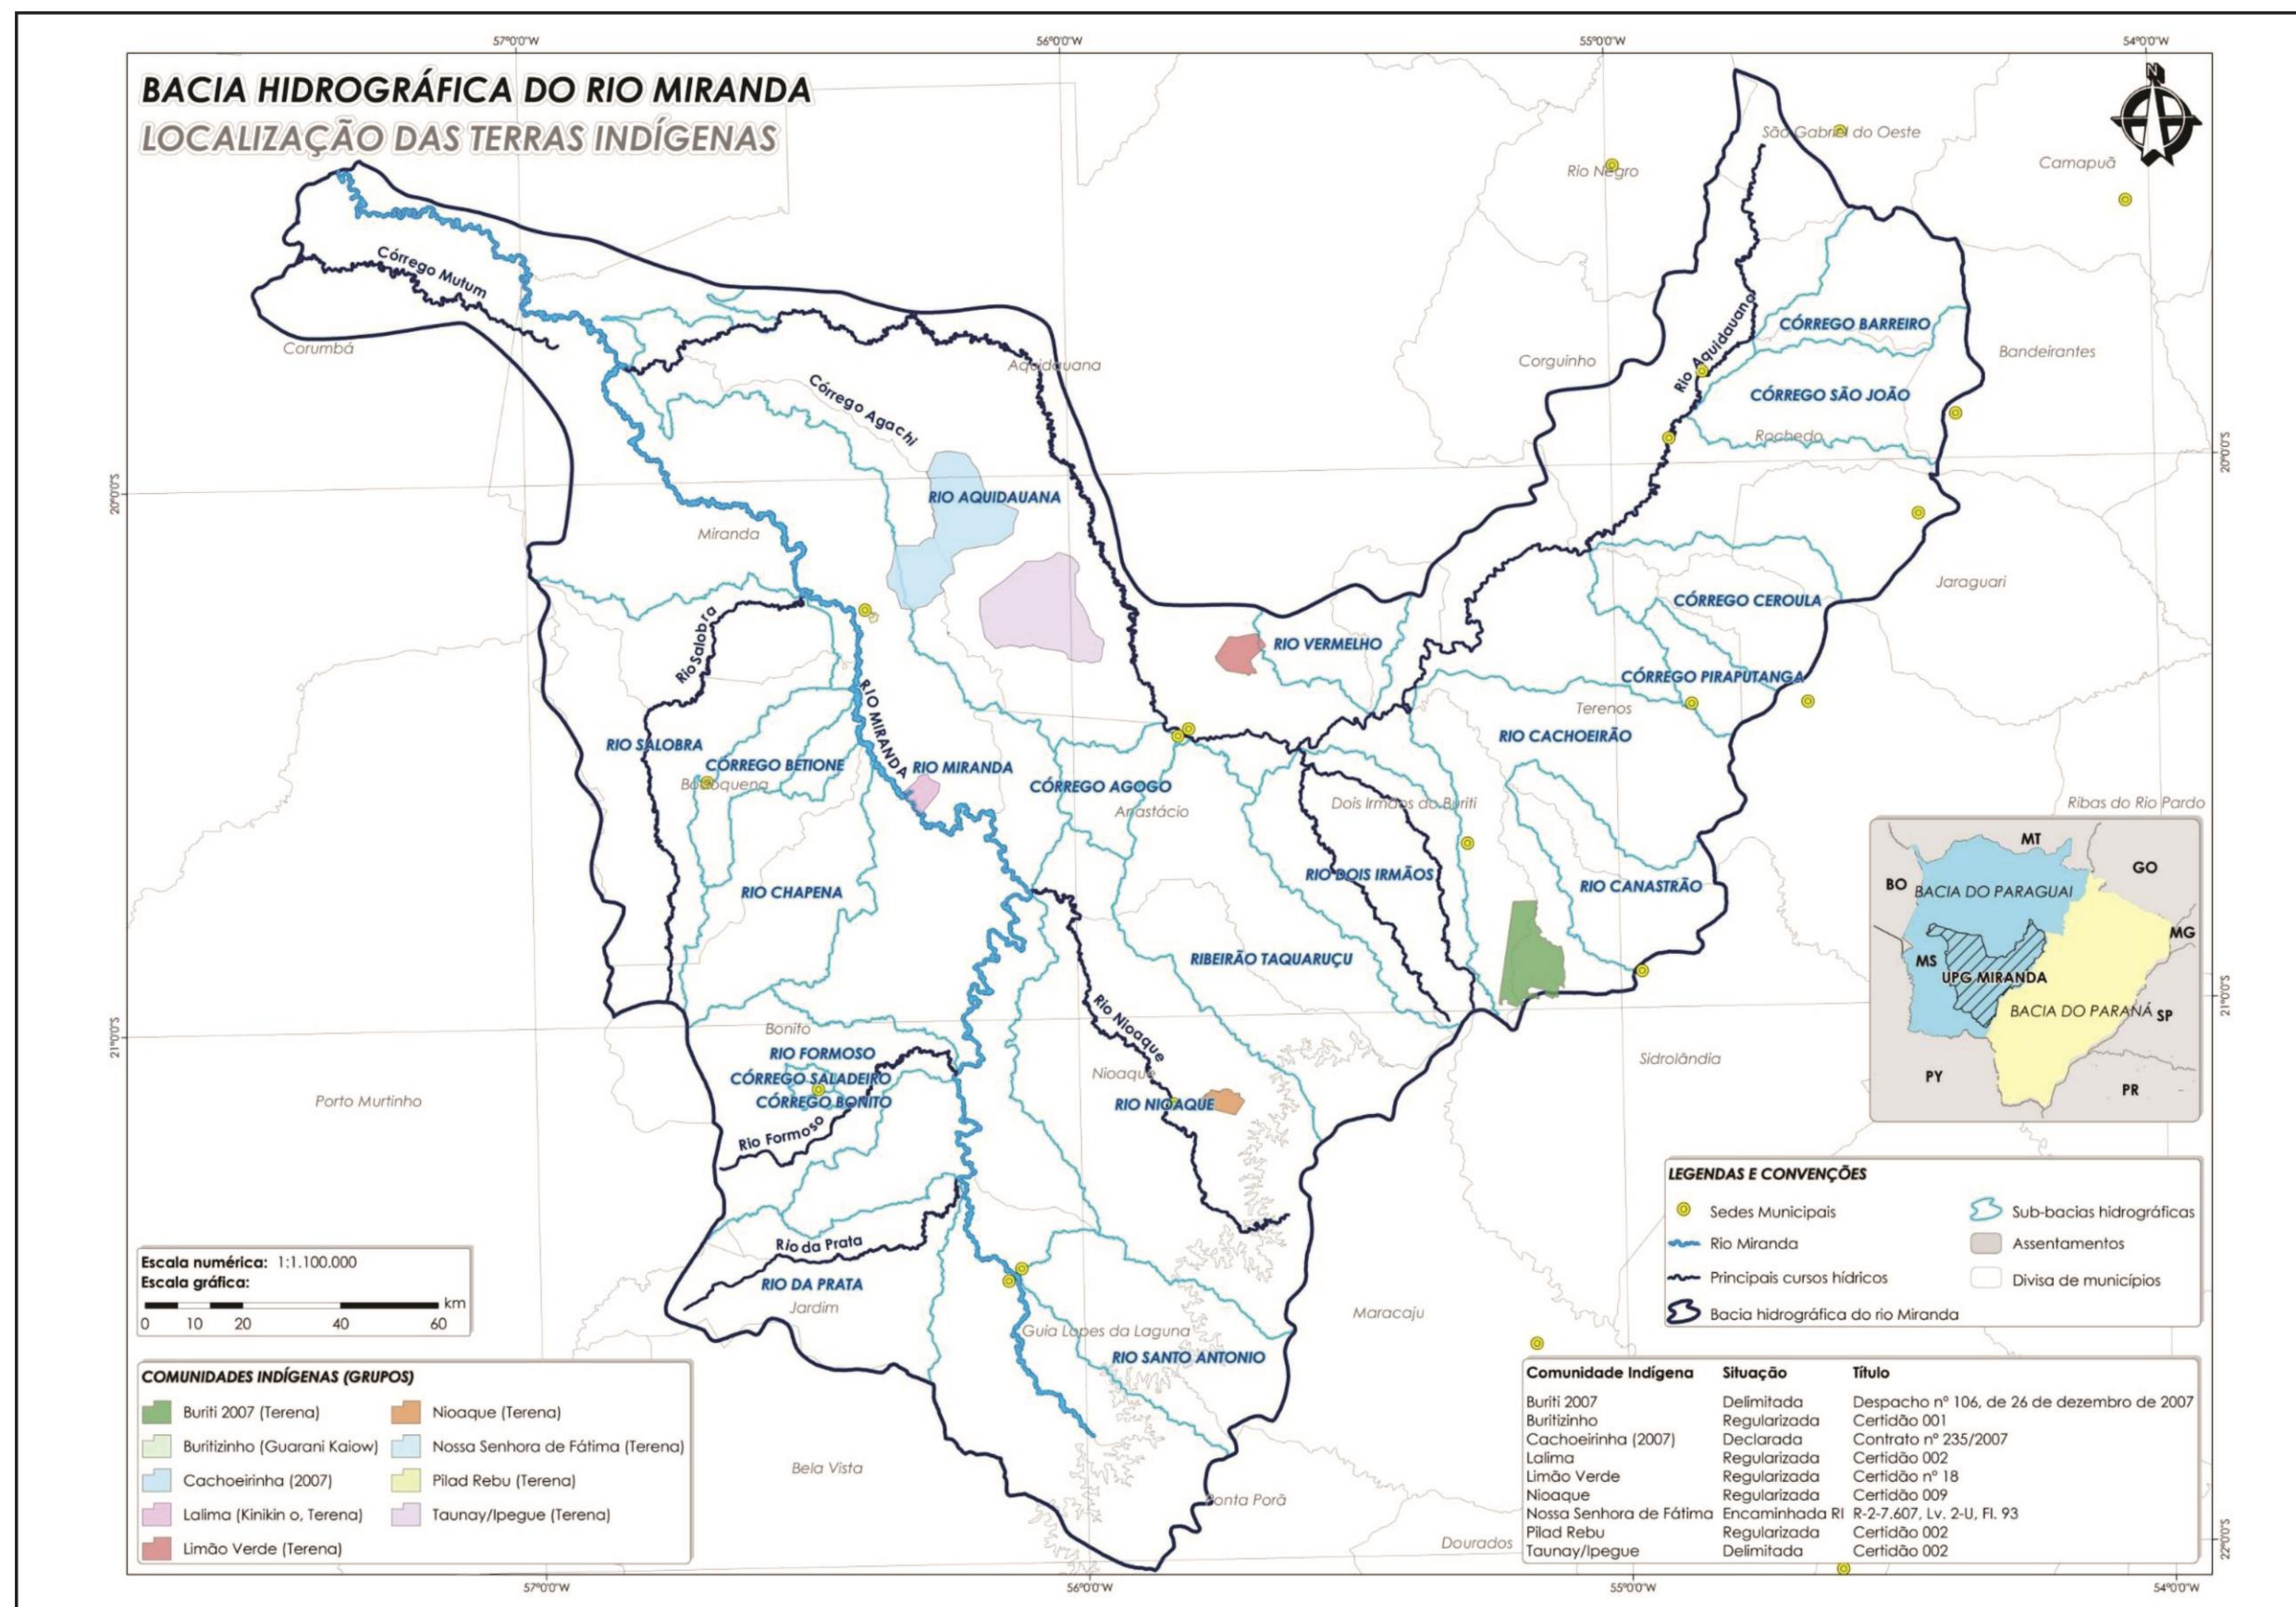 57º0'0"W 56º0'0"W 55º0'0"W 54º0'0"W
BACIA HIDROGRÁFICA DO RIO MIRANDA
LOCALIZAÇÃO DAS TERRAS INDÍGENAS
N
São Gabriel do Oeste
Camapuã
Rio Negro
Córrego Mutum
Corumbá
Rio Aquidauana
CÓRREGO BARREIRO
Bandeirantes
Corguinho
Aquidauana
Córrego Agachi
CÓRREGO SÃO JOÃO
Rochedo
20º0'0"S
20º0'0"S
RIO AQUIDAUANA
Miranda
Jaraguari
CÓRREGO CEROULA
Rio Salobra
RIO VERMELHO
CÓRREGO PIRAPUTANGA
Terenos
RIO MIRANDA
RIO CACHOEIRÃO
RIO SALOBRA
CÓRREGO BETIONE
RIO MIRANDA
Bodoquena
CÓRREGO AGOGO
Anastácio
Dois Irmãos do Buriti
Ribas do Rio Pardo
RIO DOIS IRMÃOS
RIO CANASTRÃO
RIO CHAPENA
RIBEIRÃO TAQUARUÇU
MT
GO
BO
BACIA DO PARAGUAI
MG
MS
UPG MIRANDA
BACIA DO PARANÁ
SP
PY
PR
21º0'0"S
21º0'0"S
Rio Nioaque
Bonito
RIO FORMOSO
CÓRREGO SALADEIRO
CÓRREGO BONITO
Rio Formoso
Nioaque
RIO NIOAQUE
Sidrolândia
Porto Murtinho
Rio da Prata
RIO DA PRATA
Jardim
Guia Lopes da Laguna
RIO SANTO ANTONIO
Maracaju
Bela Vista
Ponta Porã
Dourados
LEGENDAS E CONVENÇÕES
Sedes Municipais
Rio Miranda
Principais cursos hídricos
Bacia hidrográfica do rio Miranda
Sub-bacias hidrográficas
Assentamentos
Divisa de municípios
Escala numérica: 1:1.100.000
Escala gráfica:
km
0 10 20 40 60
COMUNIDADES INDÍGENAS (GRUPOS)
Buriti 2007 (Terena)
Buritizinho (Guarani Kaiow)
Cachoeirinha (2007)
Lalima (Kinikin o, Terena)
Limão Verde (Terena)
Nioaque (Terena)
Nossa Senhora de Fátima (Terena)
Pilad Rebu (Terena)
Taunay/Ipegue (Terena)
Comunidade Indígena Situação Título
Buriti 2007 Delimitada Despacho nº 106, de 26 de dezembro de 2007
Buritizinho Regularizada Certidão 001
Cachoeirinha (2007) Declarada Contrato nº 235/2007
Lalima Regularizada Certidão 002
Limão Verde Regularizada Certidão nº 18
Nioaque Regularizada Certidão 009
Nossa Senhora de Fátima Encaminhada RI R-2-7.607, Lv. 2-U, Fl. 93
Pilad Rebu Regularizada Certidão 002
Taunay/Ipegue Delimitada Certidão 002
22º0'0"S
57º0'0"W 56º0'0"W 55º0'0"W 54º0'0"W